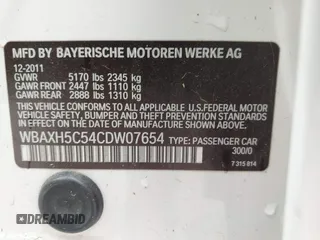 MFD BY BAYERISCHE MOTOREN WERKE AG
12-2011
GVWR 5170 lbs 2345 kg
GAWR FRONT 2447 lbs 1110 kg
GAWR REAR 2888 lbs 1310 kg
THIS VEHICLE CONFORMS TO ALL APPLICABLE
U.S. FEDERAL MOTOR VEHICLE SAFETY,
BUMPER, AND THEFT PREVENTION STANDARDS
IN EFFECT ON THE DATE OF MANUFACTURE
SHOWN ABOVE.
WBAXH5C54CDW07654 TYPE: PASSENGER CAR
300/0
7 315 814
DREAMBID